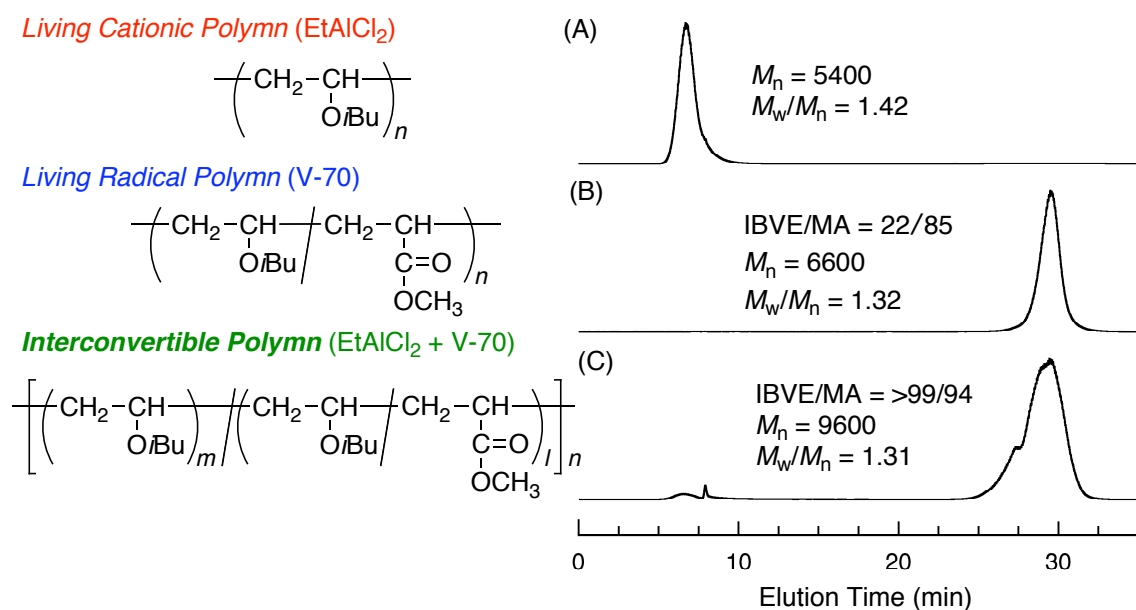 Living Cationic Polymn (EtAlCl₂)
CH₂ CH
OiBu
n
Living Radical Polymn (V-70)
CH₂ CH CH₂ CH
OiBu
C=O
OCH₃
n
Interconvertible Polymn (EtAlCl₂ + V-70)
CH₂ CH CH₂ CH CH₂ CH
OiBu m OiBu C=O l n
OCH₃
(A)
Mₙ = 5400
M_w/Mₙ = 1.42
(B)
IBVE/MA = 22/85
Mₙ = 6600
M_w/Mₙ = 1.32
(C)
IBVE/MA = >99/94
Mₙ = 9600
M_w/Mₙ = 1.31
0 10 20 30
Elution Time (min)